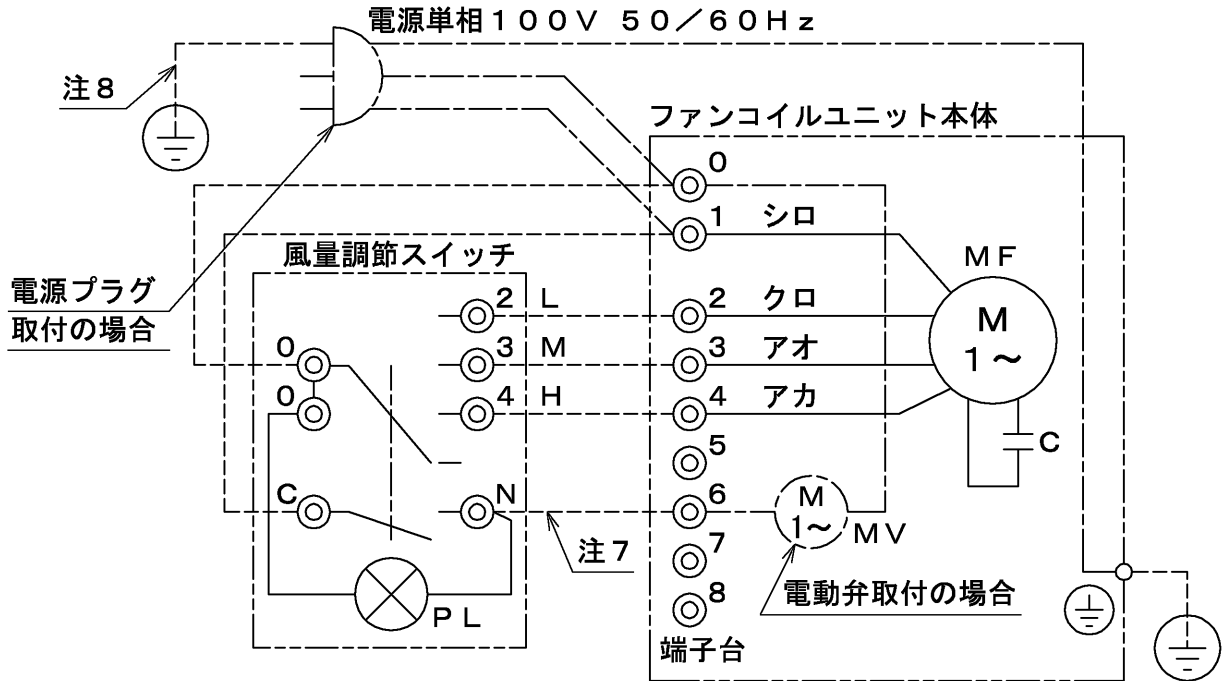 電源単相１００Ｖ ５０／６０Ｈｚ
注８
ファンコイルユニット本体
0
1 シロ
風量調節スイッチ
ＭＦ
電源プラグ
取付の場合
2 L
2 クロ
M
1～
0
3 M
3 アオ
0
4 H
4 アカ
C
5
C
N
6
M
1～
ＭＶ
注７
7
電動弁取付の場合
8
ＰＬ
端子台